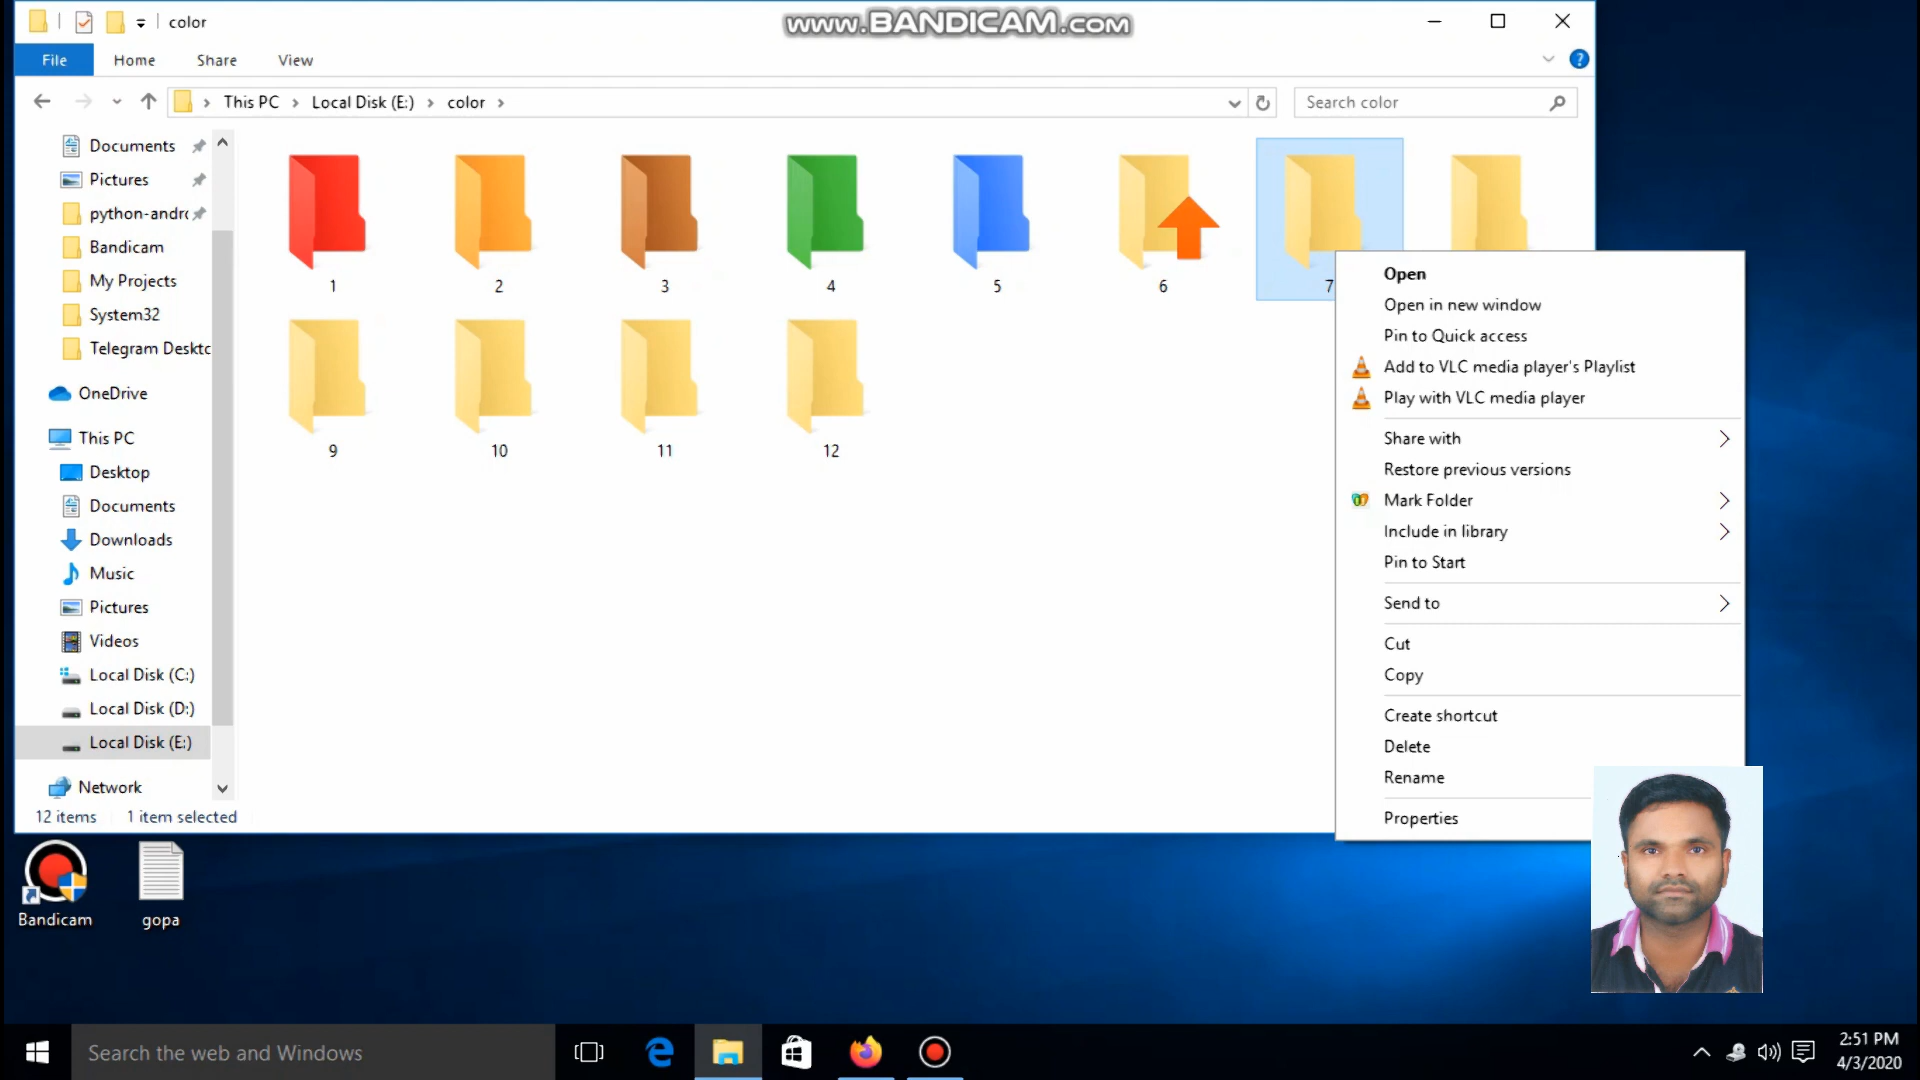 color
www.BANDICAM.com
File
Home
Share
View
This PC
Local Disk (E:)
color
Search color
Documents
Pictures
python-andr
Bandicam
My Projects
System32
Telegram Deskto
OneDrive
This PC
Desktop
Documents
Downloads
Music
Pictures
Videos
Local Disk (C:)
Local Disk (D:)
Local Disk (E:)
Network
1
2
3
4
5
6
7
9
10
11
12
Open
Open in new window
Pin to Quick access
Add to VLC media player's Playlist
Play with VLC media player
Share with
Restore previous versions
Mark Folder
Include in library
Pin to Start
Send to
Cut
Copy
Create shortcut
Delete
Rename
Properties
12 items
1 item selected
Bandicam
gopa
Search the web and Windows
2:51 PM
4/3/2020